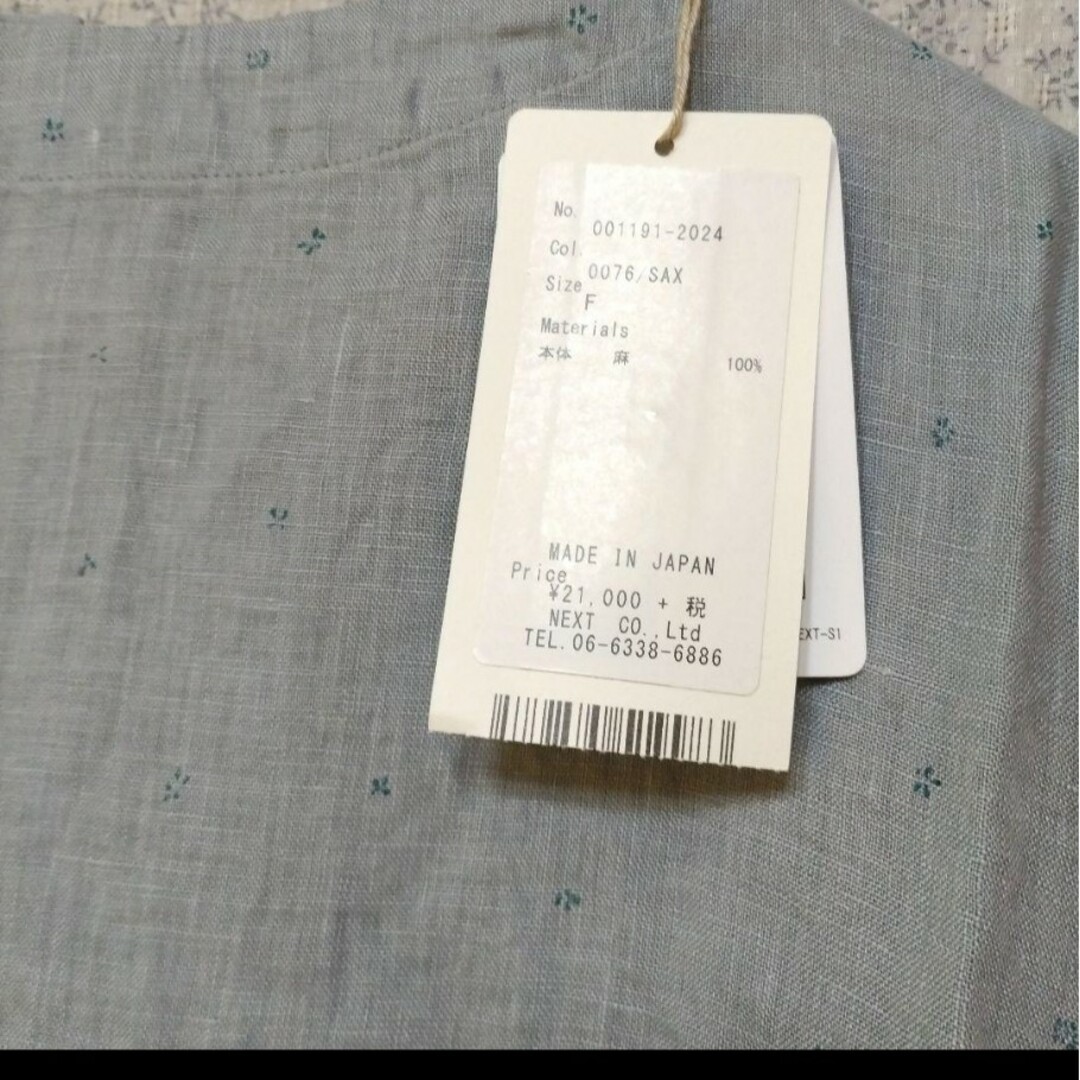 No. 001191-2024
Col. 0076/SAX
Size F
Materials
本体 麻 100%
MADE IN JAPAN
Price ¥21,000 + 税
NEXT CO.,Ltd
TEL.06-6338-6886
EXT-S1